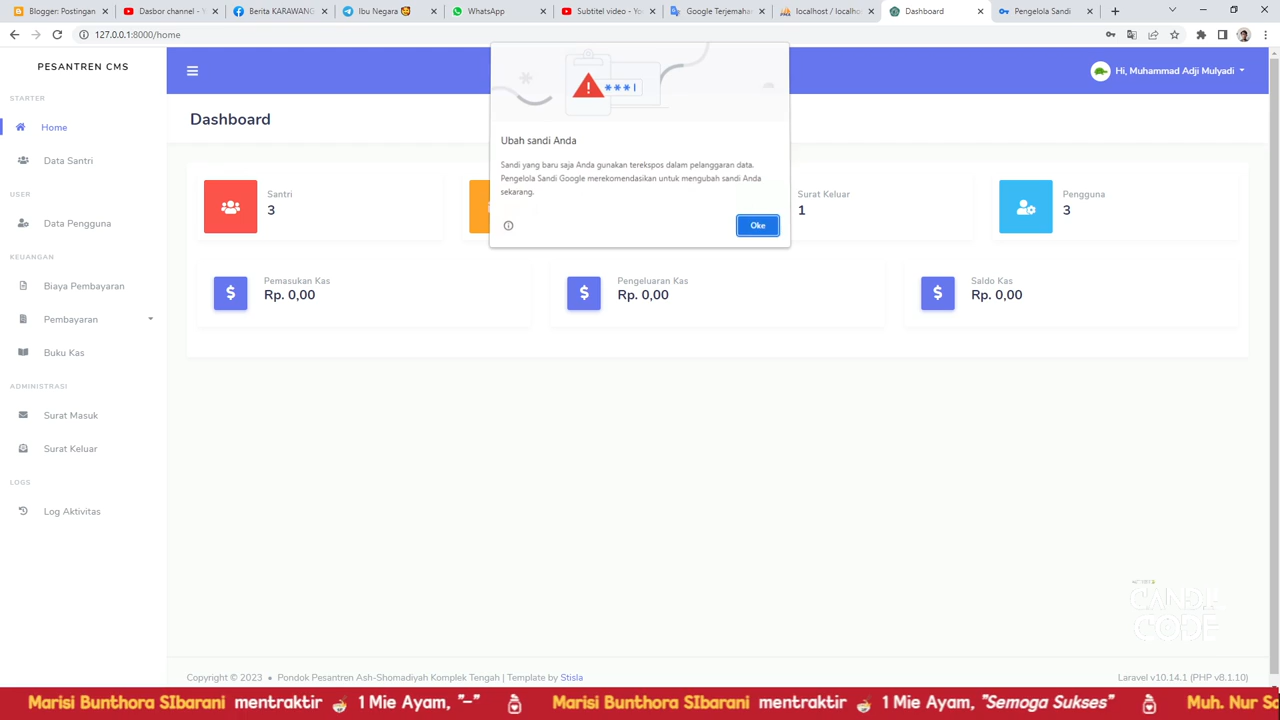 Blogger: Postingan
Dasbor channel - Y
Berita KARAWANG
Ibu Negara
WhatsApp
Subtitel video - You
Google Terjemaha
localhost / localho
Dashboard
Pengelola Sandi
127.0.0.1:8000/home
PESANTREN CMS
Hi, Muhammad Adji Mulyadi
STARTER
Home
Data Santri
USER
Data Pengguna
KEUANGAN
Biaya Pembayaran
Pembayaran
Buku Kas
ADMINISTRASI
Surat Masuk
Surat Keluar
LOGS
Log Aktivitas
Dashboard
***|
Ubah sandi Anda
Sandi yang baru saja Anda gunakan terekspos dalam pelanggaran data.
Pengelola Sandi Google merekomendasikan untuk mengubah sandi Anda
sekarang.
Oke
Santri
3
Surat Keluar
1
Pengguna
3
Pemasukan Kas
Rp. 0,00
Pengeluaran Kas
Rp. 0,00
Saldo Kas
Rp. 0,00
CANDI
CODE
Copyright © 2023 • Pondok Pesantren Ash-Shomadiyah Komplek Tengah | Template by Stisla
Laravel v10.14.1 (PHP v8.1.10)
Marisi Bunthora SIbarani mentraktir 1 Mie Ayam, "-" Marisi Bunthora SIbarani mentraktir 1 Mie Ayam, "Semoga Sukses" Muh. Nur Sa